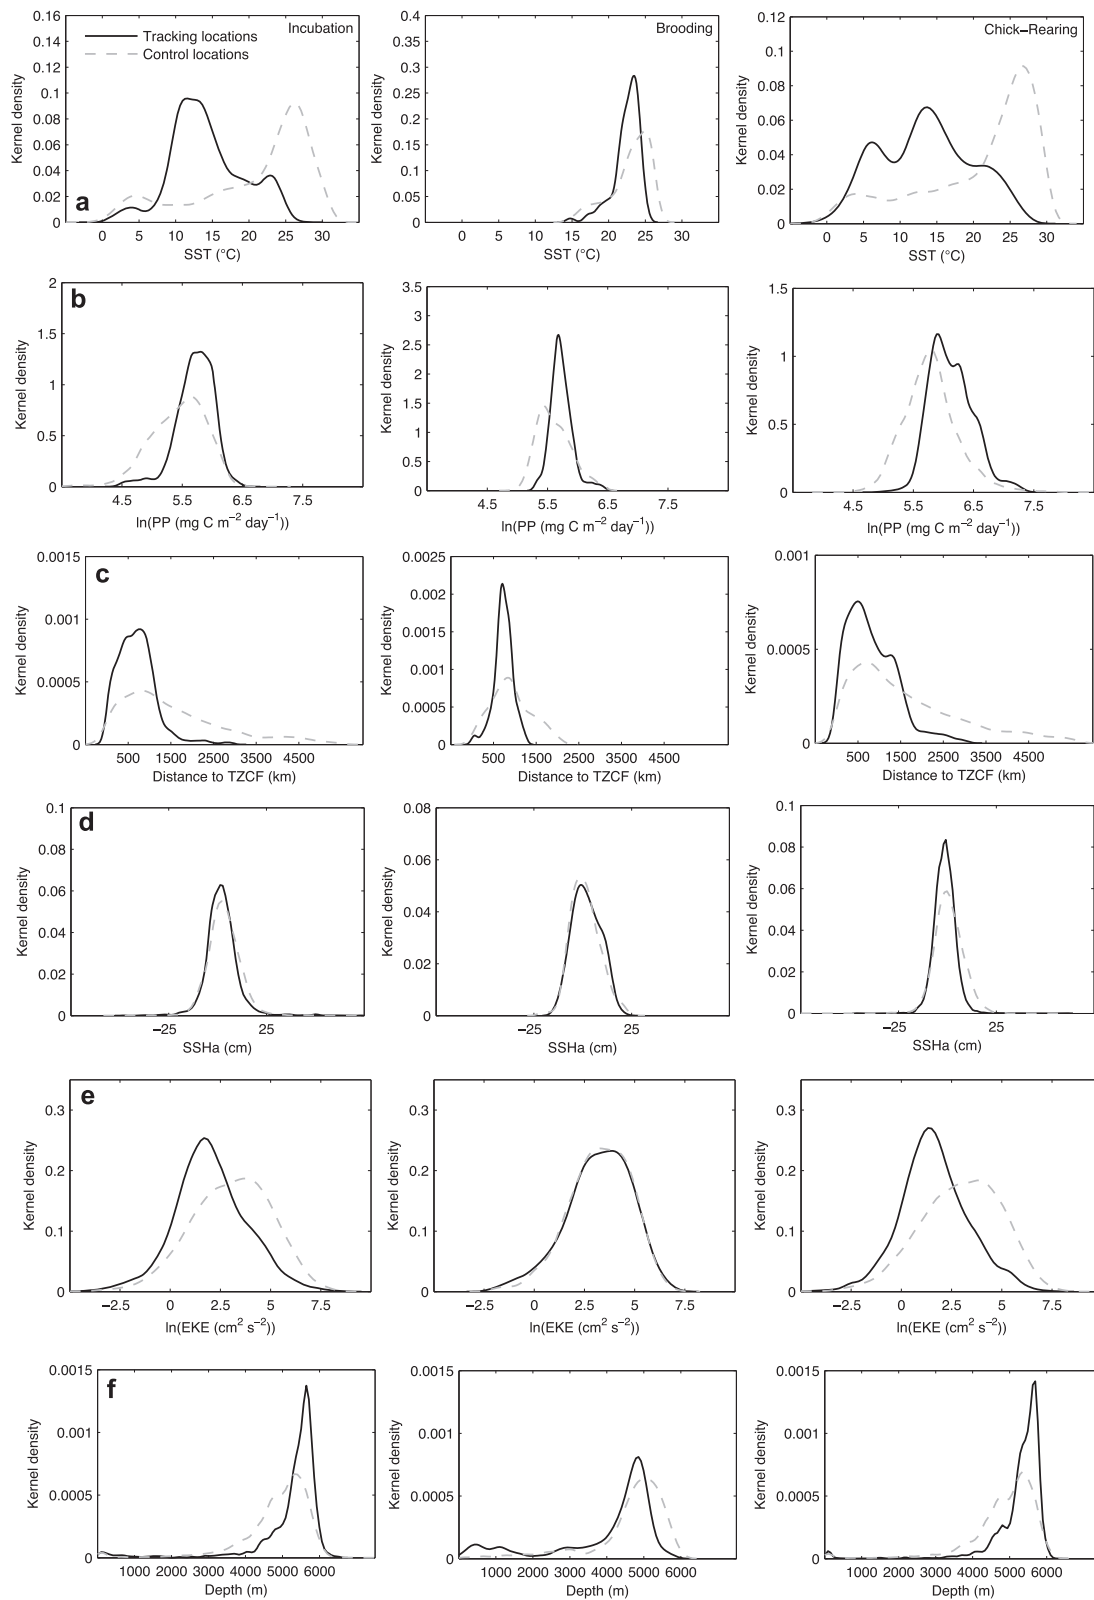 0.16
0.14
0.12
0.1
0.08
0.06
0.04
0.02
0
Kernel density
Tracking locations
Control locations
Incubation
a
0 5 10 15 20 25 30
SST (°C)
0.4
0.35
0.3
0.25
0.2
0.15
0.1
0.05
0
Kernel density
Brooding
0 5 10 15 20 25 30
SST (°C)
0.12
0.1
0.08
0.06
0.04
0.02
0
Kernel density
Chick–Rearing
0 5 10 15 20 25 30
SST (°C)
b
2
1.5
1
0.5
0
Kernel density
4.5 5.5 6.5 7.5
ln(PP (mg C m⁻² day⁻¹))
3.5
3
2.5
2
1.5
1
0.5
0
Kernel density
4.5 5.5 6.5 7.5
ln(PP (mg C m⁻² day⁻¹))
1.5
1
0.5
0
Kernel density
4.5 5.5 6.5 7.5
ln(PP (mg C m⁻² day⁻¹))
c
0.0015
0.001
0.0005
0
Kernel density
500 1500 2500 3500 4500
Distance to TZCF (km)
0.0025
0.002
0.0015
0.001
0.0005
0
Kernel density
500 1500 2500 3500 4500
Distance to TZCF (km)
0.001
0.0005
0
Kernel density
500 1500 2500 3500 4500
Distance to TZCF (km)
d
0.1
0.08
0.06
0.04
0.02
0
Kernel density
−25 25
SSHa (cm)
0.08
0.06
0.04
0.02
0
Kernel density
−25 25
SSHa (cm)
0.1
0.08
0.06
0.04
0.02
0
Kernel density
−25 25
SSHa (cm)
e
0.3
0.2
0.1
0
Kernel density
−2.5 0 2.5 5 7.5
ln(EKE (cm² s⁻²))
0.3
0.2
0.1
0
Kernel density
−2.5 0 2.5 5 7.5
ln(EKE (cm² s⁻²))
0.3
0.2
0.1
0
Kernel density
−2.5 0 2.5 5 7.5
ln(EKE (cm² s⁻²))
f
0.0015
0.001
0.0005
0
Kernel density
1000 2000 3000 4000 5000 6000
Depth (m)
0.0015
0.001
0.0005
0
Kernel density
1000 2000 3000 4000 5000 6000
Depth (m)
0.0015
0.001
0.0005
0
Kernel density
1000 2000 3000 4000 5000 6000
Depth (m)